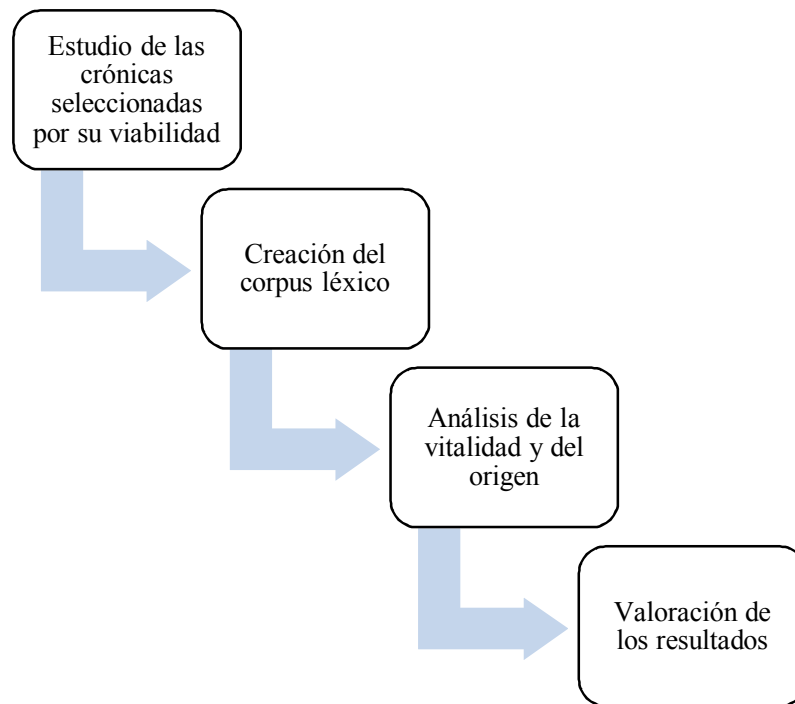 Estudio de las
crónicas
seleccionadas
por su viabilidad
Creación del
corpus léxico
Análisis de la
vitalidad y del
origen
Valoración de
los resultados